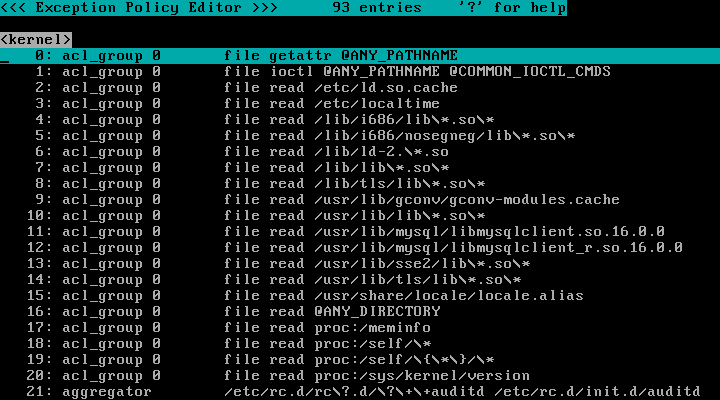 <<< Exception Policy Editor >>>      93 entries    '?' for help
<kernel>
0: acl_group 0       file getattr @ANY_PATHNAME
1: acl_group 0       file ioctl @ANY_PATHNAME @COMMON_IOCTL_CMDS
2: acl_group 0       file read /etc/ld.so.cache
3: acl_group 0       file read /etc/localtime
4: acl_group 0       file read /lib/i686/lib\*.so\*
5: acl_group 0       file read /lib/i686/nosegneg/lib\*.so\*
6: acl_group 0       file read /lib/ld-2.\*.so
7: acl_group 0       file read /lib/lib\*.so\*
8: acl_group 0       file read /lib/tls/lib\*.so\*
9: acl_group 0       file read /usr/lib/gconv/gconv-modules.cache
10: acl_group 0       file read /usr/lib/lib\*.so\*
11: acl_group 0       file read /usr/lib/mysql/libmysqlclient.so.16.0.0
12: acl_group 0       file read /usr/lib/mysql/libmysqlclient_r.so.16.0.0
13: acl_group 0       file read /usr/lib/sse2/lib\*.so\*
14: acl_group 0       file read /usr/lib/tls/lib\*.so\*
15: acl_group 0       file read /usr/share/locale/locale.alias
16: acl_group 0       file read @ANY_DIRECTORY
17: acl_group 0       file read proc:/meminfo
18: acl_group 0       file read proc:/self/\*
19: acl_group 0       file read proc:/self/\{\*\}/\*
20: acl_group 0       file read proc:/sys/kernel/version
21: aggregator        /etc/rc.d/rc\?.d/\?\+\+auditd /etc/rc.d/init.d/auditd